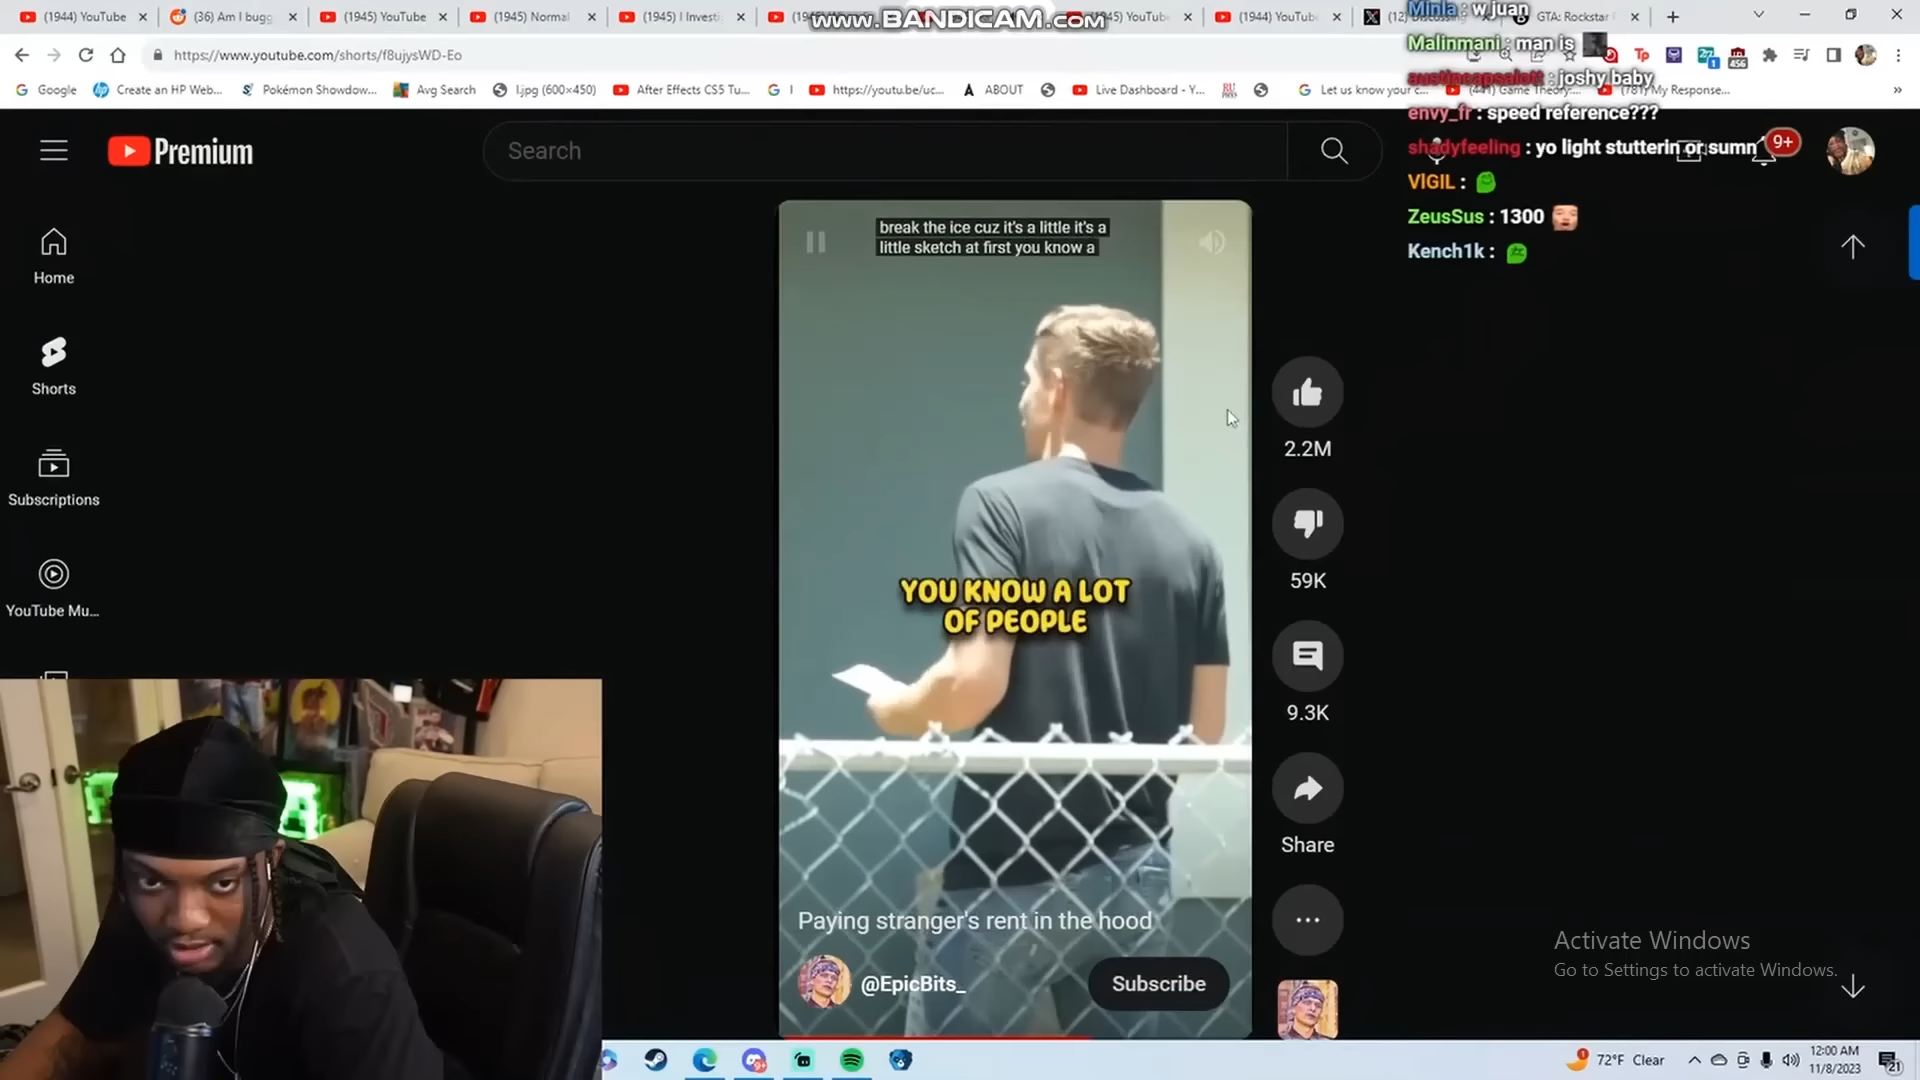 (1944) YouTube
(36) Am I bugg
(1945) YouTube
(1945) Normal
(1945) I Investi
(1944) YouTube
GTA: Rockstar
www.BANDICAM.com
https://www.youtube.com/shorts/f8ujysWD-Eo
Google
Create an HP Web...
Pokémon Showdow...
Avg Search
l.jpg (600×450)
After Effects CS5 Tu...
https://youtu.be/uc...
ABOUT
Live Dashboard - Y...
Let us know your c...
(441) Game Theory:...
(781) My Response...
Minla : w juan
Malinmani : man is
austincapsalott : joshy baby
envy_fr : speed reference???
shadyfeeling : yo light stutterin or sumn
VIGIL :
ZeusSus : 1300
Kench1k :
Premium
Search
9+
Home
Shorts
Subscriptions
YouTube Mu...
break the ice cuz it's a little it's a
little sketch at first you know a
YOU KNOW A LOT
OF PEOPLE
Paying stranger's rent in the hood
@EpicBits_
Subscribe
2.2M
59K
9.3K
Share
Activate Windows
Go to Settings to activate Windows.
72°F Clear
12:00 AM
11/8/2023
21